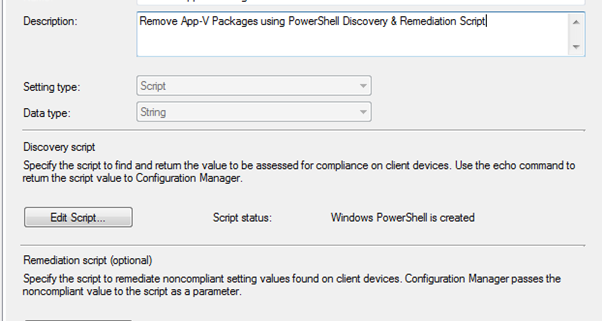 Description:
Remove App-V Packages using PowerShell Discovery & Remediation Script
Setting type:
Script
Data type:
String
Discovery script
Specify the script to find and return the value to be assessed for compliance on client devices. Use the echo command to
return the script value to Configuration Manager.
Edit Script...
Script status:
Windows PowerShell is created
Remediation script (optional)
Specify the script to remediate noncompliant setting values found on client devices. Configuration Manager passes the
noncompliant value to the script as a parameter.